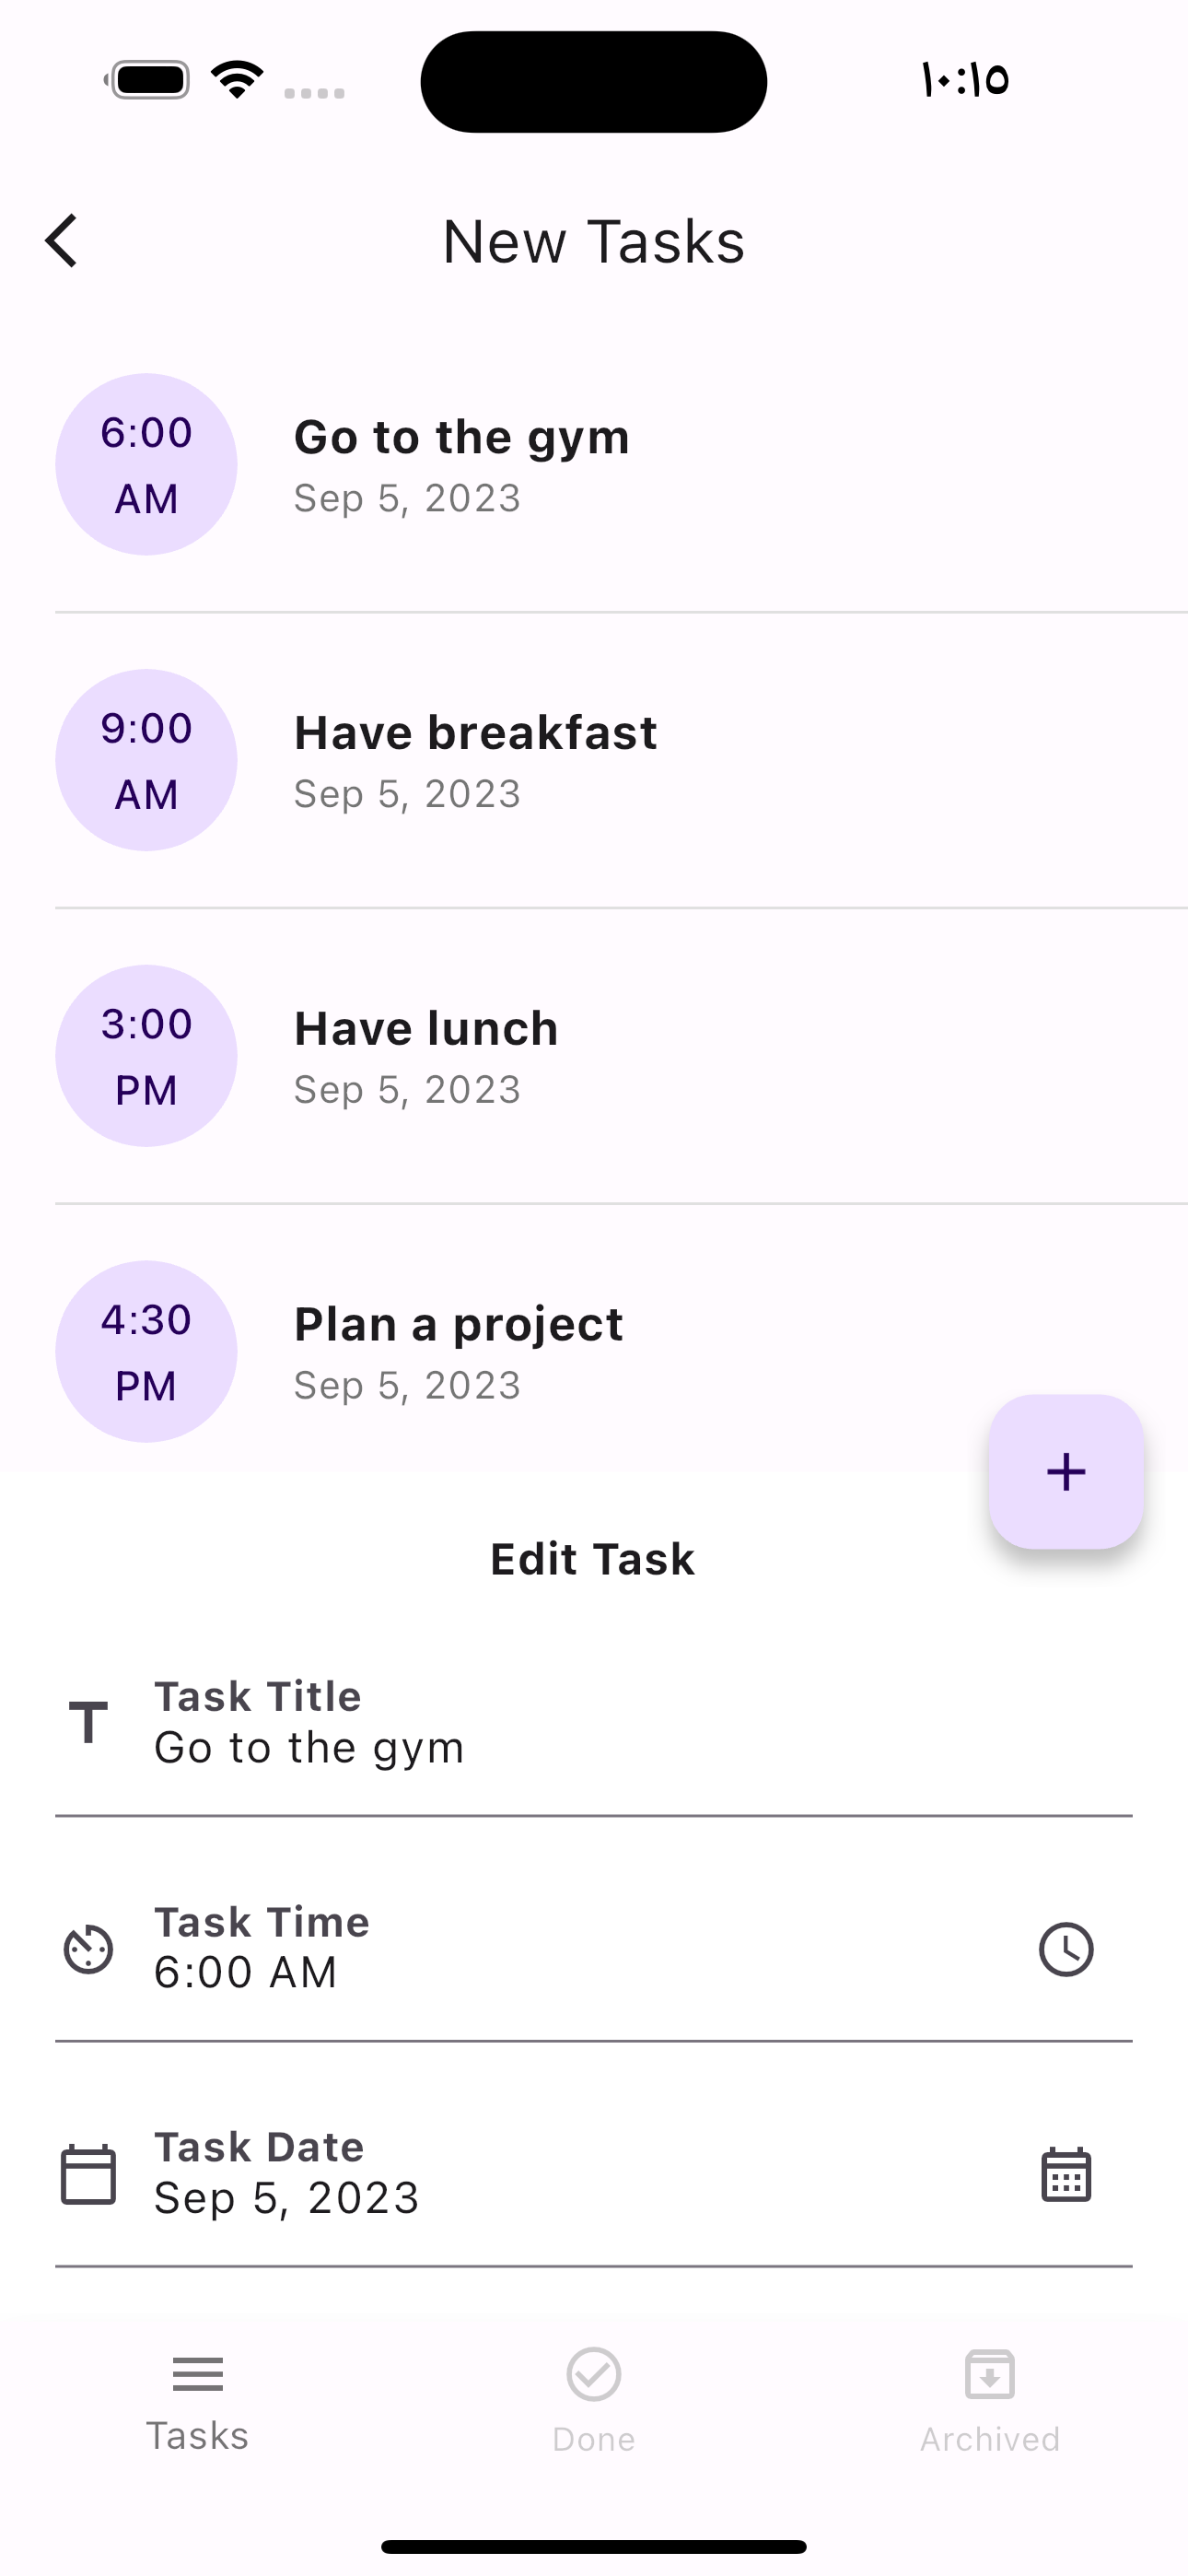 ١٠:١٥
New Tasks
6:00
AM
Go to the gym
Sep 5, 2023
9:00
AM
Have breakfast
Sep 5, 2023
3:00
PM
Have lunch
Sep 5, 2023
4:30
PM
Plan a project
Sep 5, 2023
Edit Task
Task Title
Go to the gym
Task Time
6:00 AM
Task Date
Sep 5, 2023
Tasks
Done
Archived